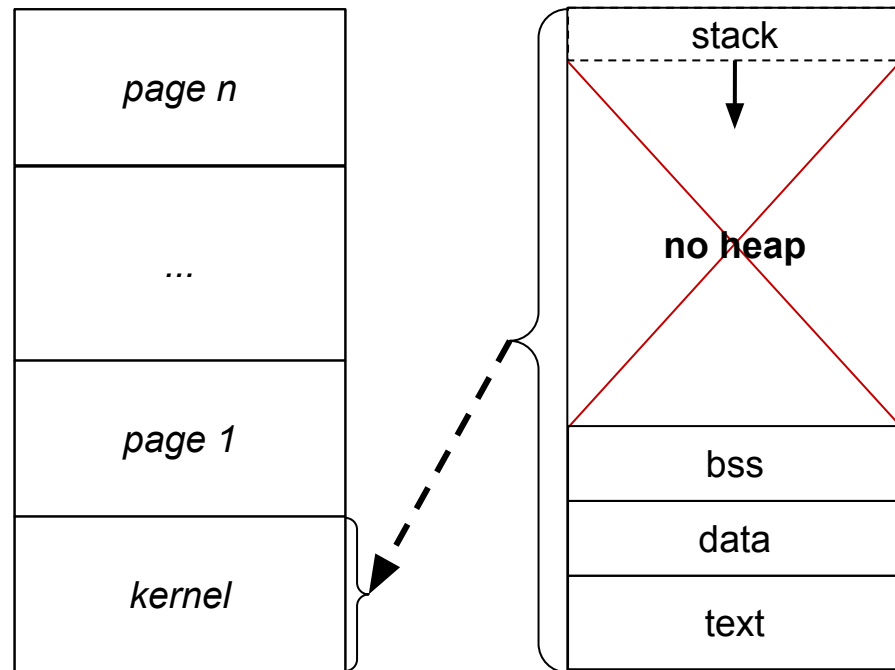 page n
...
page 1
kernel
stack
no heap
bss
data
text